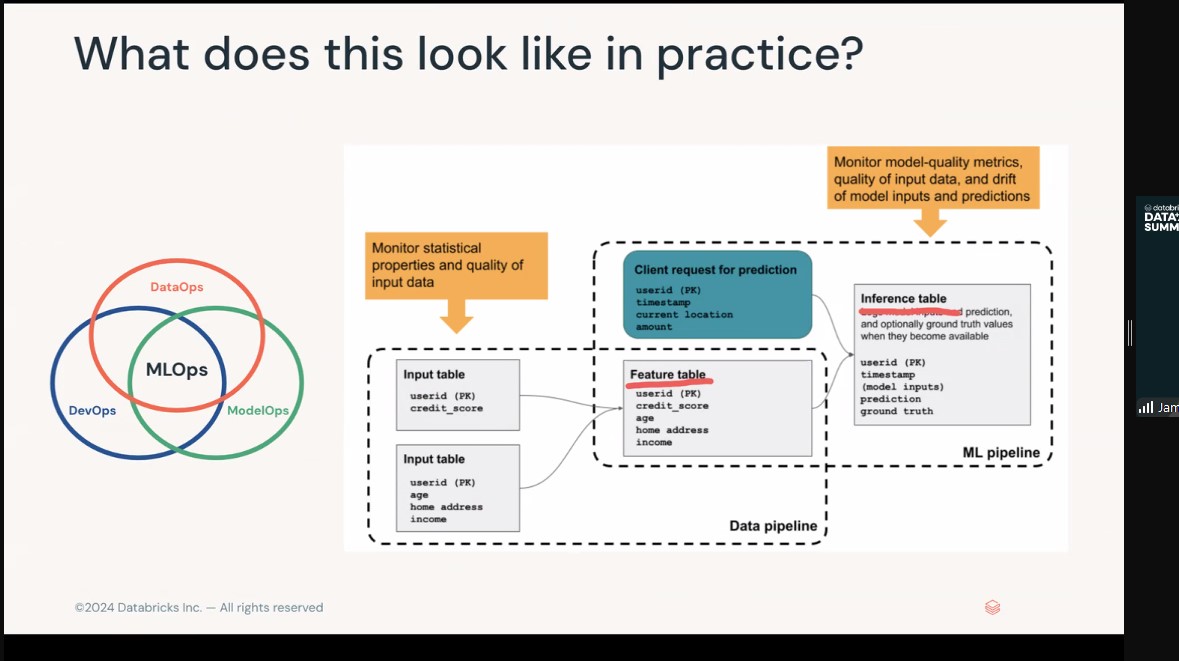 What does this look like in practice?
Monitor model-quality metrics,
quality of input data, and drift
of model inputs and predictions
Monitor statistical
properties and quality of
input data
DataOps
MLOps
DevOps
ModelOps
Client request for prediction
userid (PK)
timestamp
current location
amount
Inference table
prediction,
and optionally ground truth values
when they become available
userid (PK)
timestamp
(model inputs)
prediction
ground truth
Input table
userid (PK)
credit_score
Feature table
userid (PK)
credit_score
age
home address
income
ML pipeline
Input table
userid (PK)
age
home address
income
Data pipeline
©2024 Databricks Inc. — All rights reserved
databri
DATA
SUMM
Jam